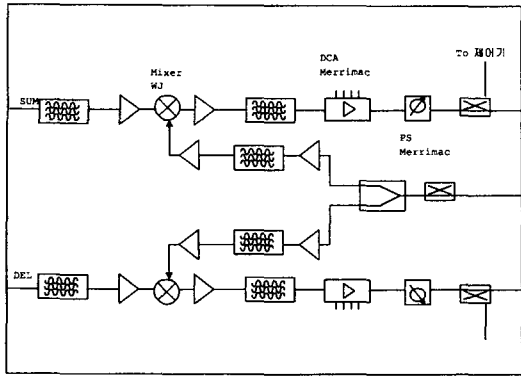 DCA
Merrimac
To 제어기
Mixer
WJ
SUM
PS
Merrimac
DEL